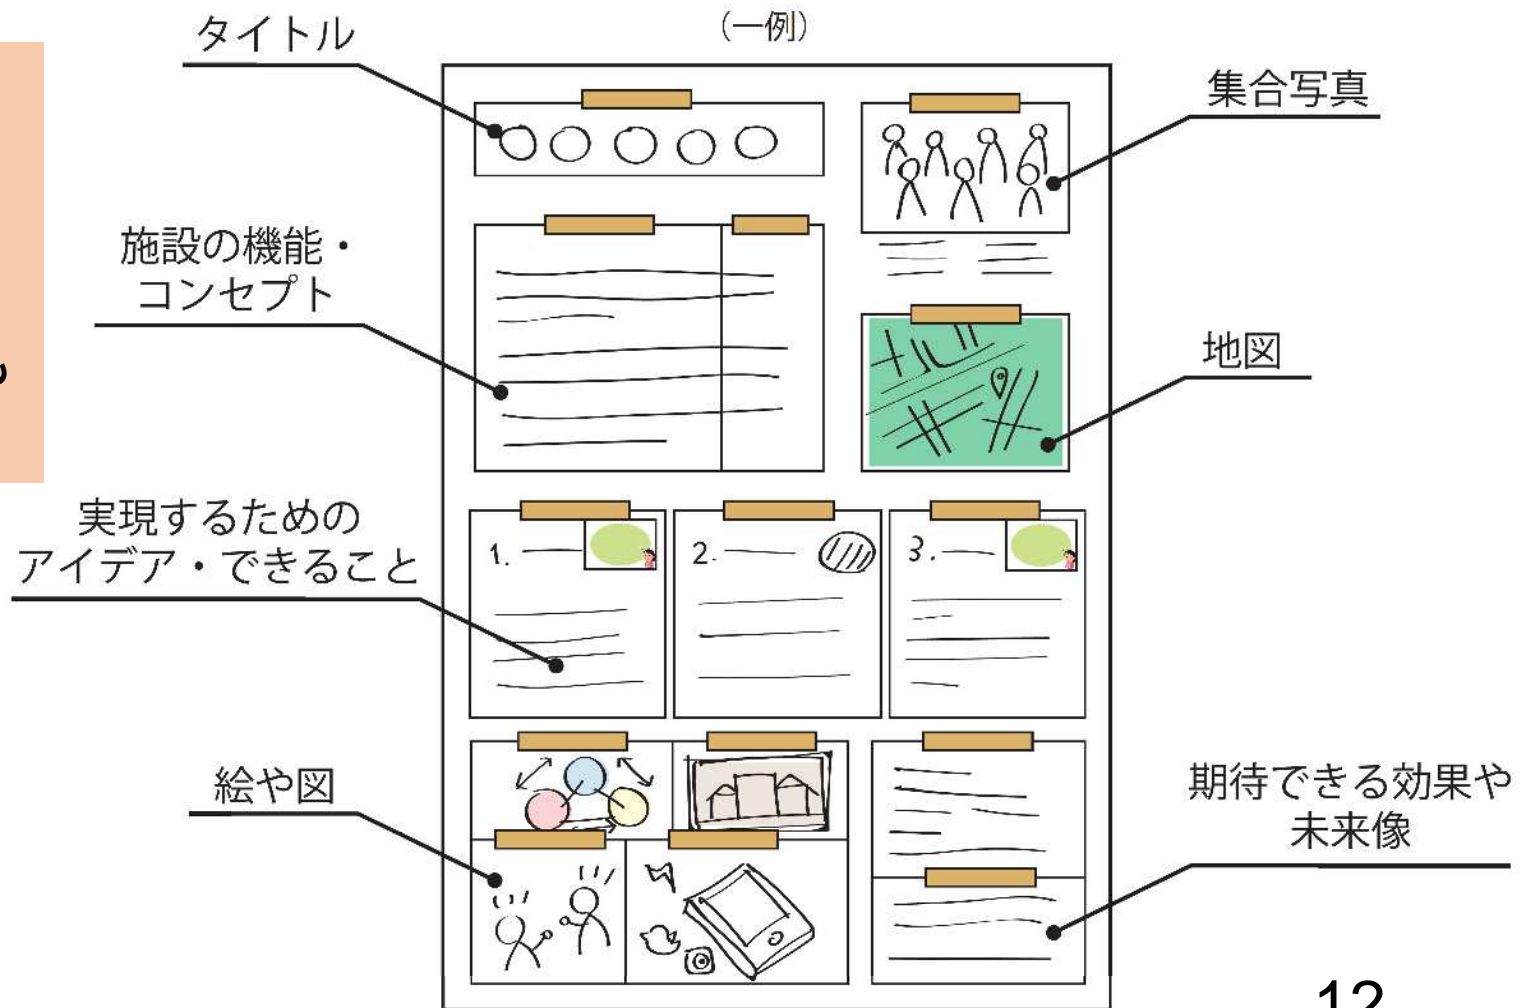 （一例）
タイトル
集合写真
施設の機能・
コンセプト
地図
実現するための
アイデア・できること
1.
2.
3.
絵や図
期待できる効果や
未来像
12